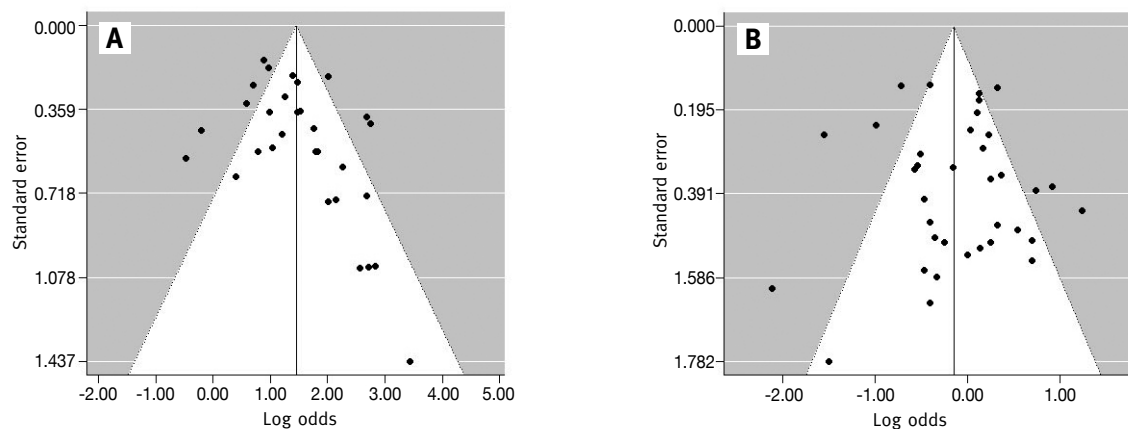 A
0.000
0.359
0.718
1.078
1.437
Standard error
-2.00 -1.00 0.00 1.00 2.00 3.00 4.00 5.00
Log odds
B
0.000
0.195
0.391
1.586
1.782
Standard error
-2.00 -1.00 0.00 1.00
Log odds